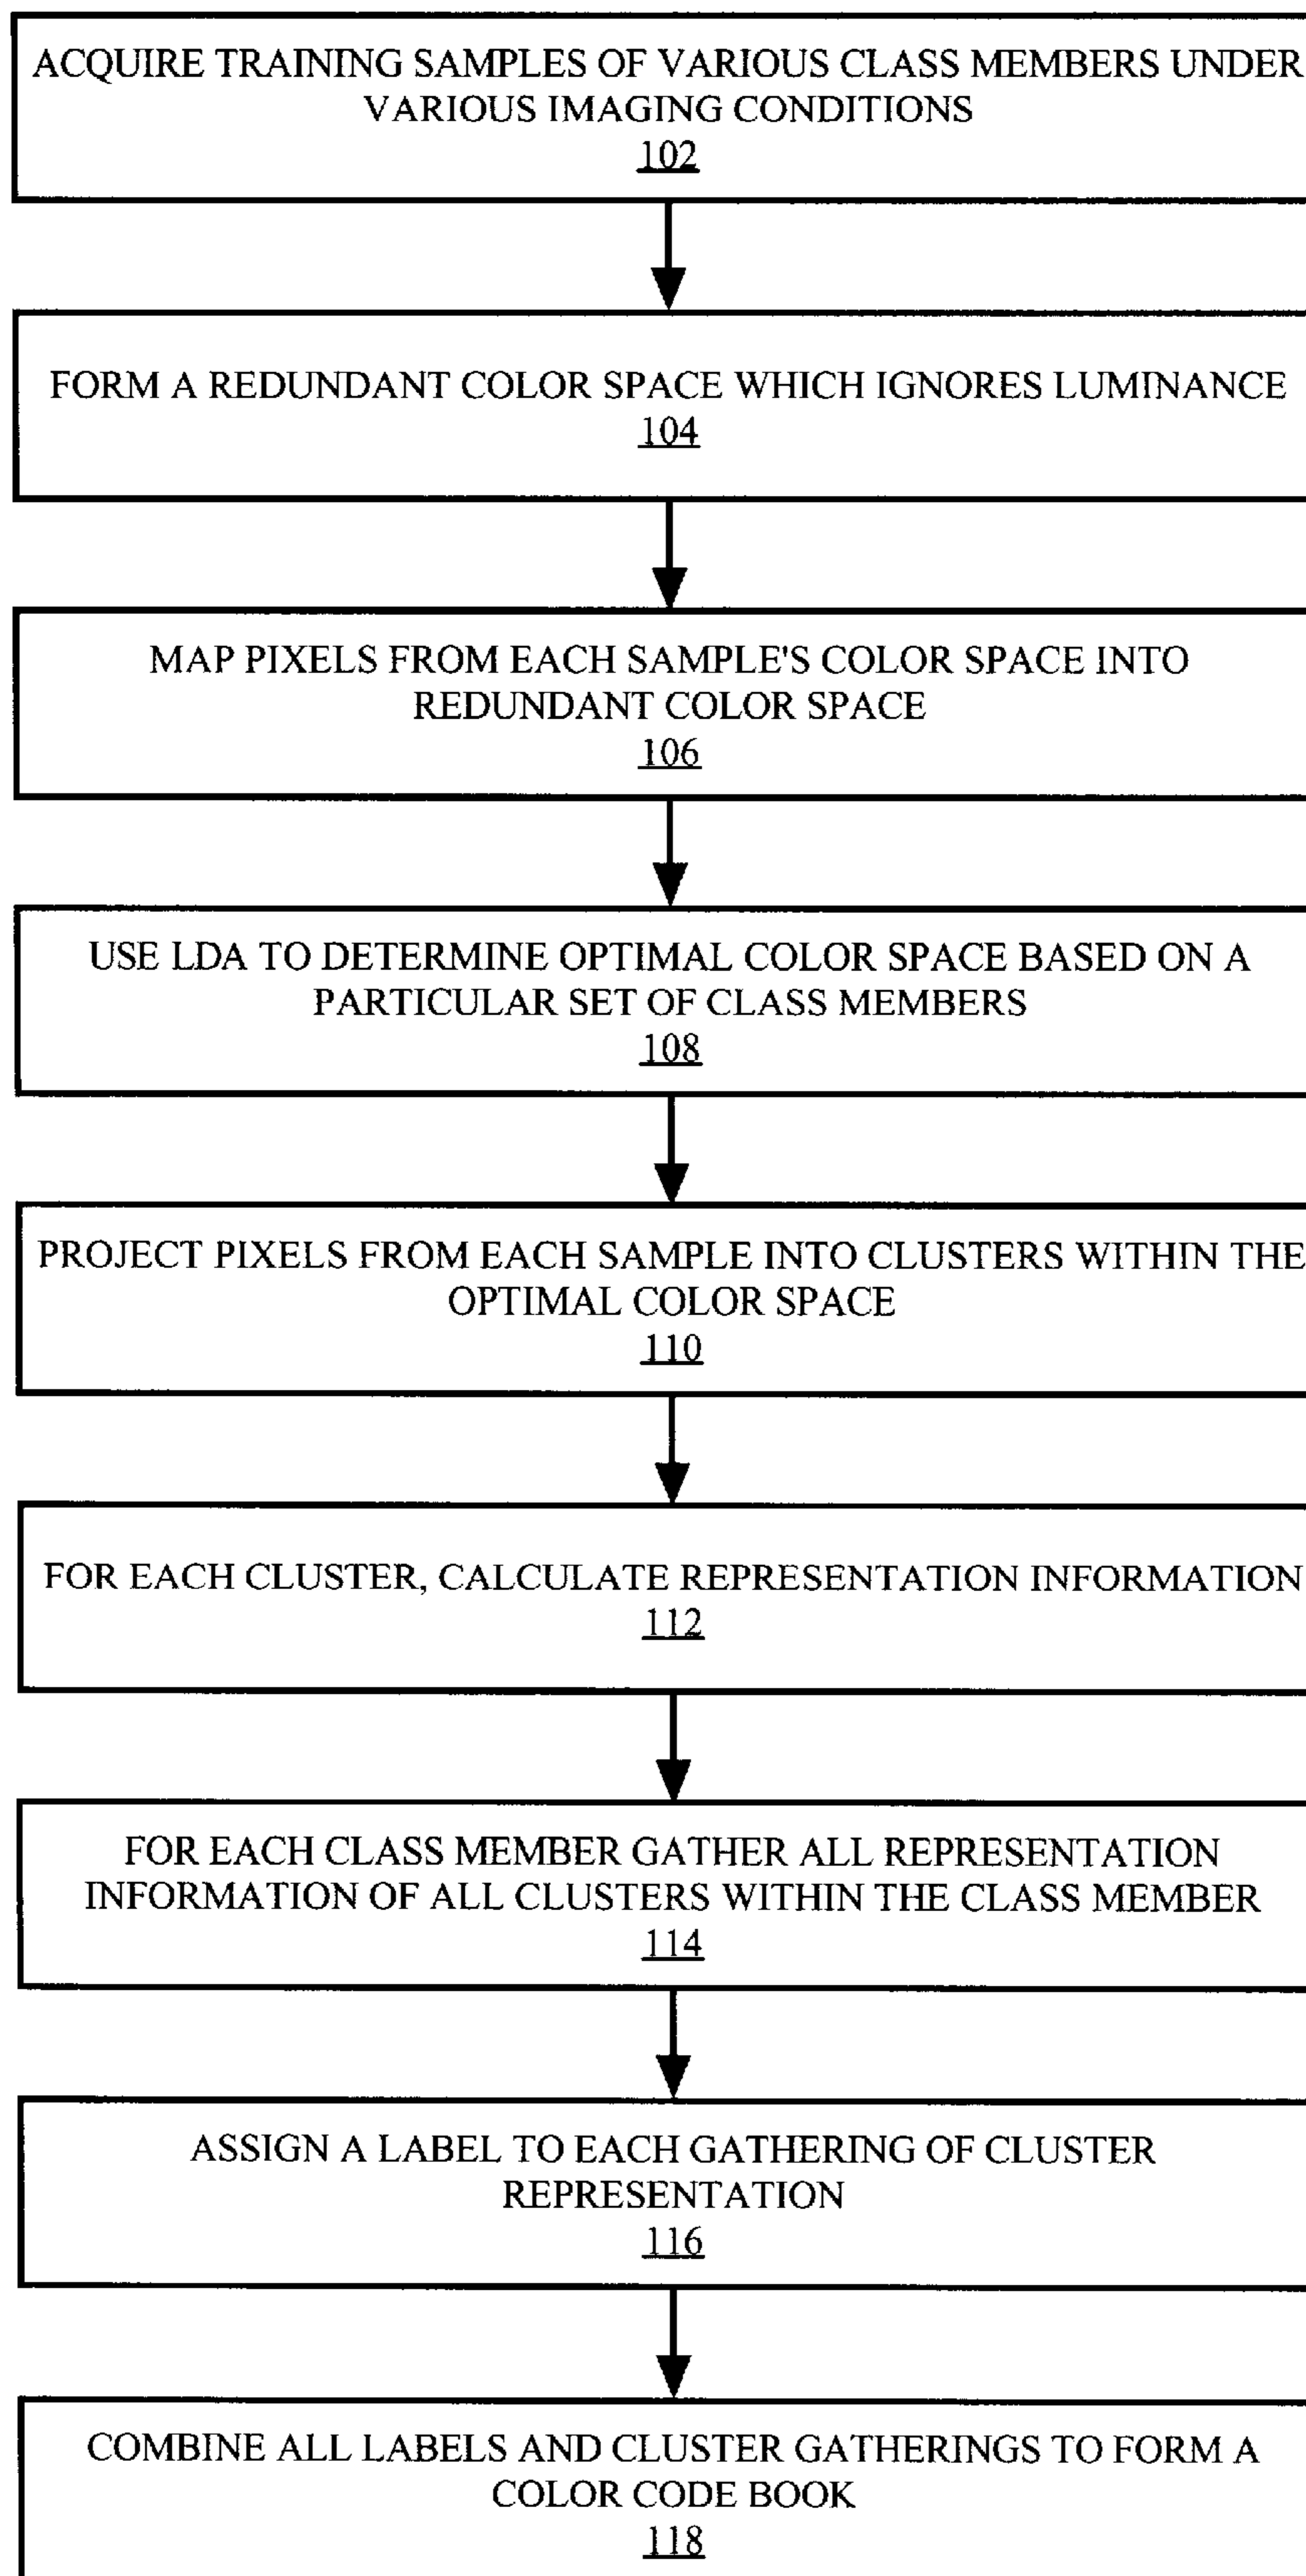 ACQUIRE TRAINING SAMPLES OF VARIOUS CLASS MEMBERS UNDER
VARIOUS IMAGING CONDITIONS
102
FORM A REDUNDANT COLOR SPACE WHICH IGNORES LUMINANCE
104
MAP PIXELS FROM EACH SAMPLE'S COLOR SPACE INTO
REDUNDANT COLOR SPACE
106
USE LDA TO DETERMINE OPTIMAL COLOR SPACE BASED ON A
PARTICULAR SET OF CLASS MEMBERS
108
PROJECT PIXELS FROM EACH SAMPLE INTO CLUSTERS WITHIN THE
OPTIMAL COLOR SPACE
110
FOR EACH CLUSTER, CALCULATE REPRESENTATION INFORMATION
112
FOR EACH CLASS MEMBER GATHER ALL REPRESENTATION
INFORMATION OF ALL CLUSTERS WITHIN THE CLASS MEMBER
114
ASSIGN A LABEL TO EACH GATHERING OF CLUSTER
REPRESENTATION
116
COMBINE ALL LABELS AND CLUSTER GATHERINGS TO FORM A
COLOR CODE BOOK
118